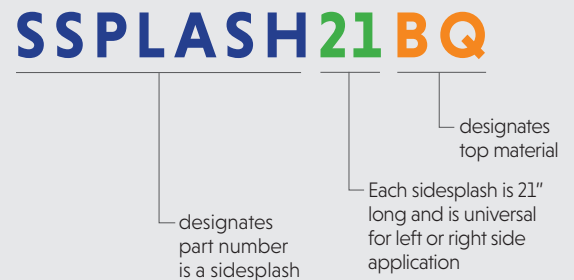 SSPLASH21BQ
designates
top material
Each sidesplash is 21"
long and is universal
for left or right side
application
designates
part number
is a sidesplash